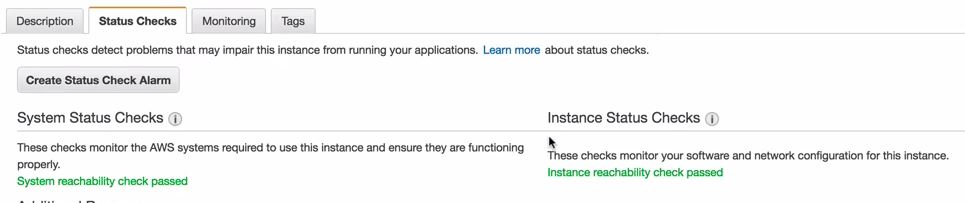 Description Status Checks Monitoring Tags
Status checks detect problems that may impair this instance from running your applications. Learn more about status checks.
Create Status Check Alarm
System Status Checks i
Instance Status Checks i
These checks monitor the AWS systems required to use this instance and ensure they are functioning
properly.
System reachability check passed
These checks monitor your software and network configuration for this instance.
Instance reachability check passed